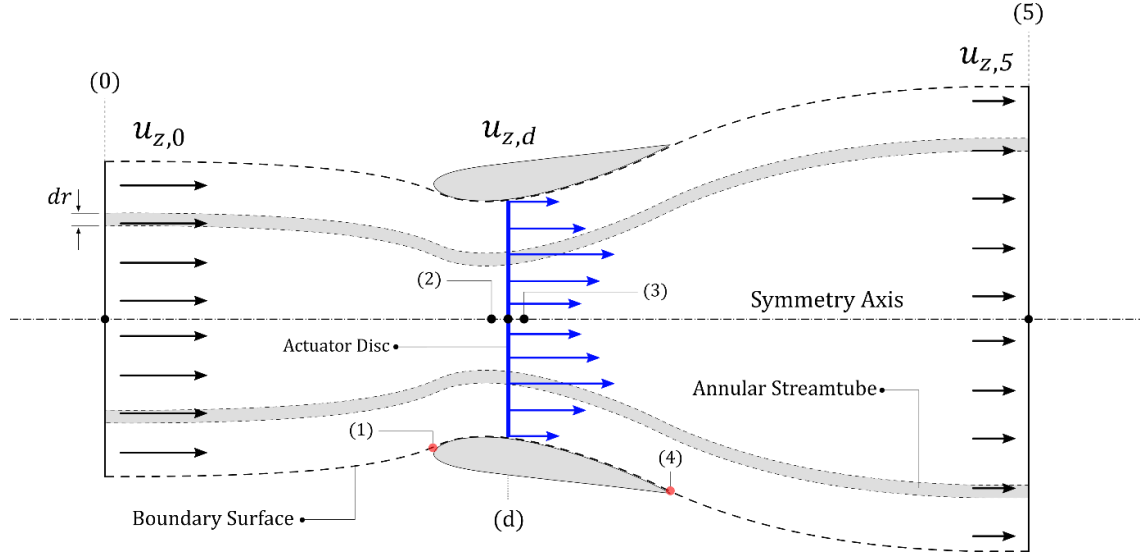 (5)
u_{z,5}
(0)
u_{z,0}
u_{z,d}
dr
(2)
(3)
Symmetry Axis
Actuator Disc
Annular Streamtube
(1)
(4)
Boundary Surface
(d)